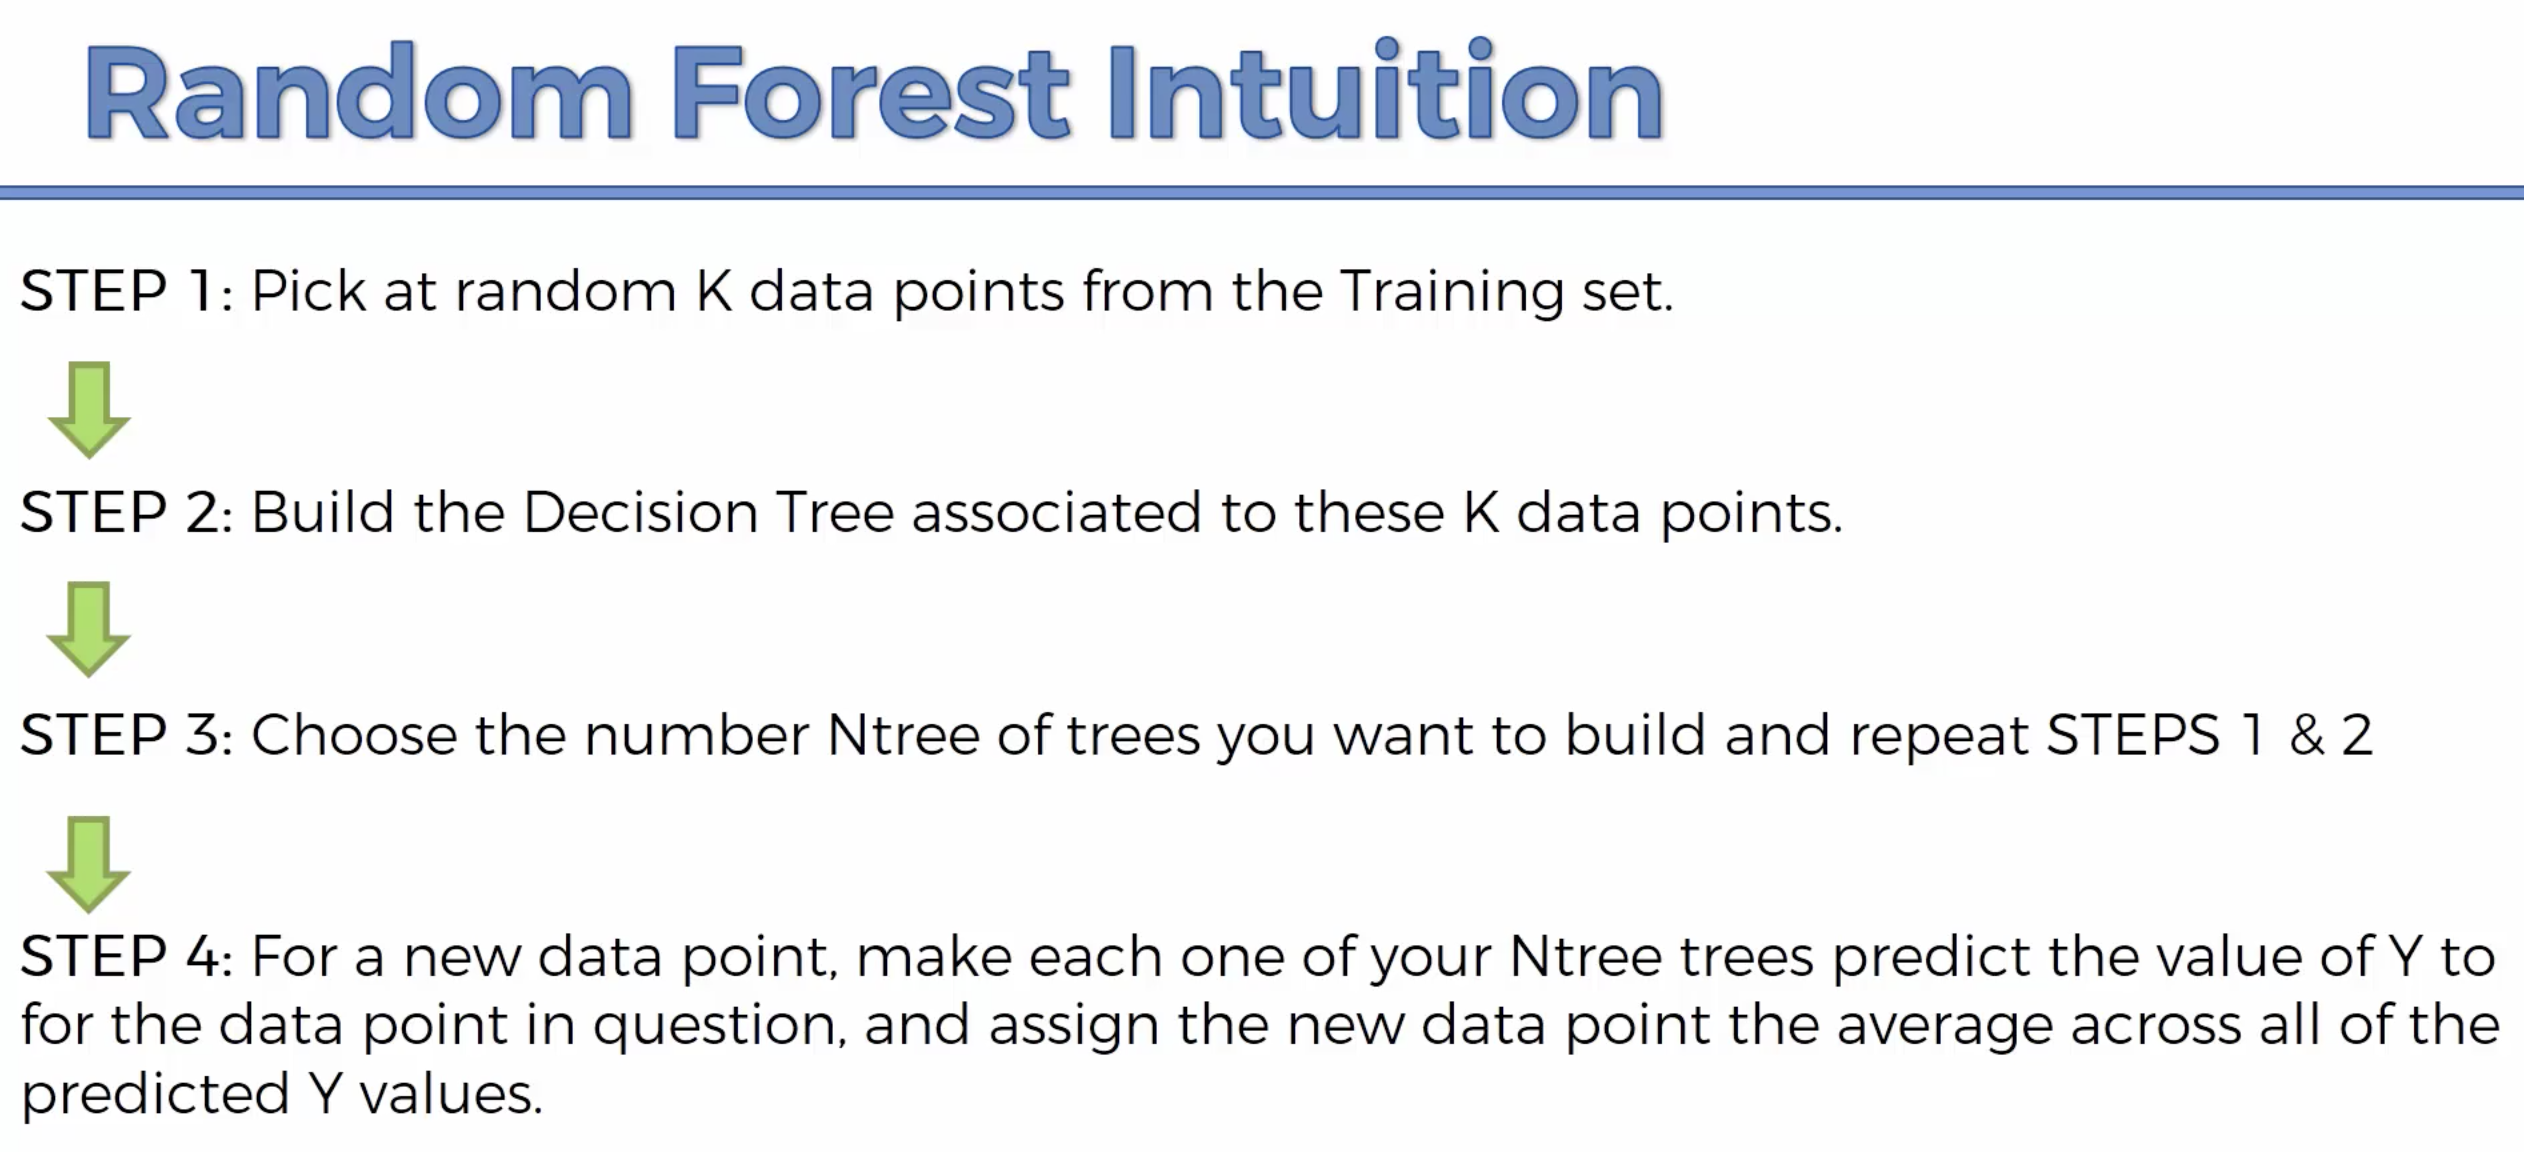 Random Forest Intuition
STEP 1: Pick at random K data points from the Training set.
STEP 2: Build the Decision Tree associated to these K data points.
STEP 3: Choose the number Ntree of trees you want to build and repeat STEPS 1 & 2
STEP 4: For a new data point, make each one of your Ntree trees predict the value of Y to
for the data point in question, and assign the new data point the average across all of the
predicted Y values.